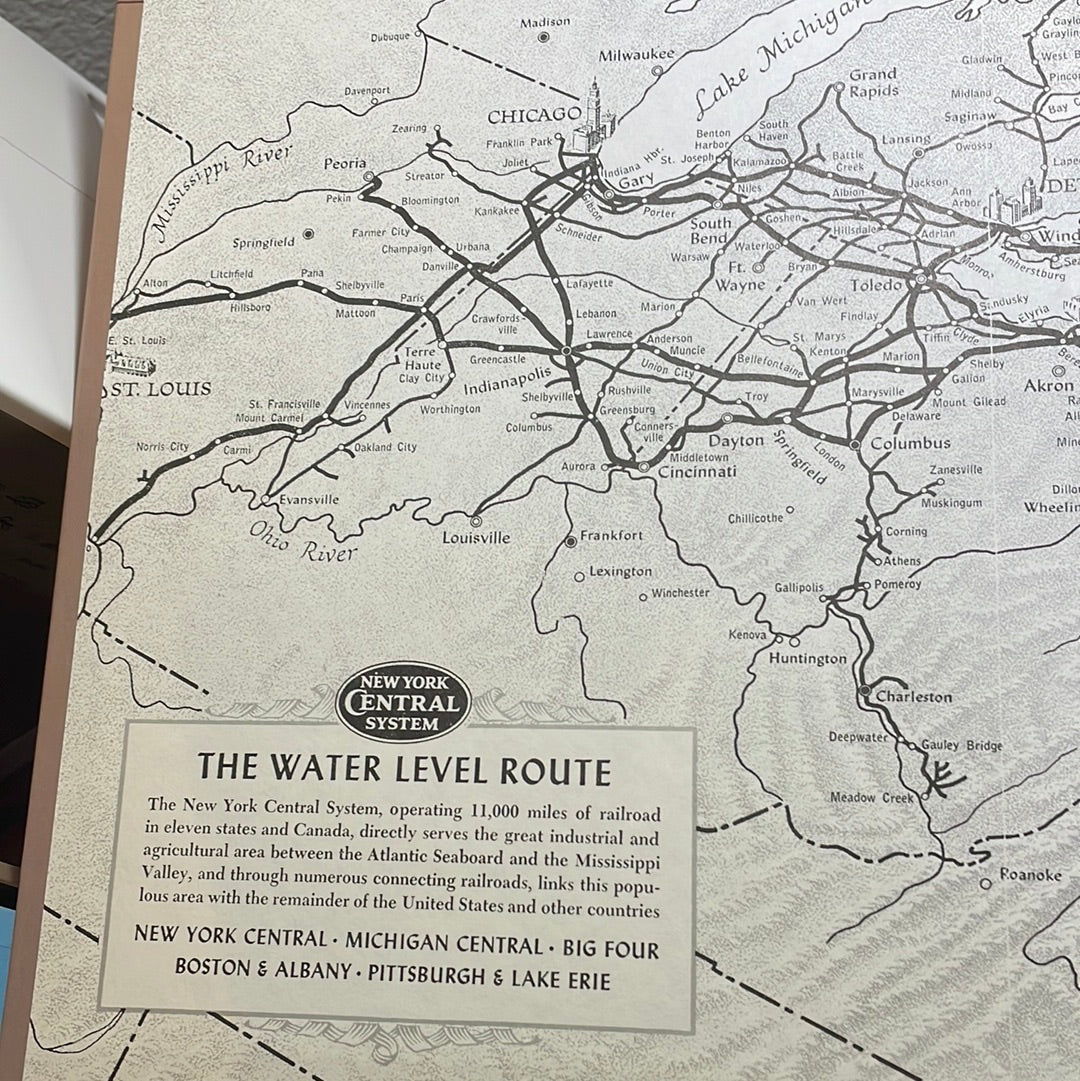 Madison
Dubuque
Milwaukee
Lake Michigan
Gladwin
Grand
Rapids
Midland
Saginaw
Bay C
Davenport
CHICAGO
Zearing
Franklin Park
Joliet
Indiana Hbr.
Benton
Harbor
St. Joseph
South
Haven
Kalamazoo
Battle
Creek
Lansing
Owosso
Lape
Mississippi River
Peoria
Streator
Gary
Gibson
Porter
Niles
Albion
Jackson
Ann
Arbor
DET
Pekin
Bloomington
Kankakee
Schneider
South
Bend
Goshen
Hillsdale
Adrian
Wind
Springfield
Farmer City
Champaign
Urbana
Danville
Warsaw
Waterloo
Ft.
Wayne
Bryan
Toledo
Monro.
Amherstburg
Alton
Litchfield
Hillsboro
Pana
Shelbyville
Mattoon
Paris
Lafayette
Crawfords-
ville
Lebanon
Marion
Van Wert
Findlay
Sandusky
Elyria
E. St. Louis
ST. LOUIS
Terre
Haute
Clay City
Greencastle
Indianapolis
Lawrence
Anderson
Muncie
Union City
Bellefontaine
St. Marys
Kenton
Marion
Tiffin
Clyde
Shelby
Galion
Berea
Akron
St. Francisville
Mount Carmel
Vincennes
Worthington
Shelbyville
Columbus
Rushville
Greensburg
Conners-
ville
Troy
Marysville
Delaware
Mount Gilead
Norris City
Carmi
Oakland City
Aurora
Middletown
Cincinnati
Dayton
Springfield
London
Columbus
Zanesville
Muskingum
Evansville
Ohio River
Louisville
Frankfort
Chillicothe
Corning
Wheelin
Lexington
Winchester
Athens
Gallipolis
Pomeroy
Kenova
Huntington
Charleston
Deepwater
Gauley Bridge
Meadow Creek
Roanoke
NEW YORK
CENTRAL
SYSTEM
THE WATER LEVEL ROUTE
The New York Central System, operating 11,000 miles of railroad
in eleven states and Canada, directly serves the great industrial and
agricultural area between the Atlantic Seaboard and the Mississippi
Valley, and through numerous connecting railroads, links this popu-
lous area with the remainder of the United States and other countries
NEW YORK CENTRAL · MICHIGAN CENTRAL · BIG FOUR
BOSTON & ALBANY · PITTSBURGH & LAKE ERIE